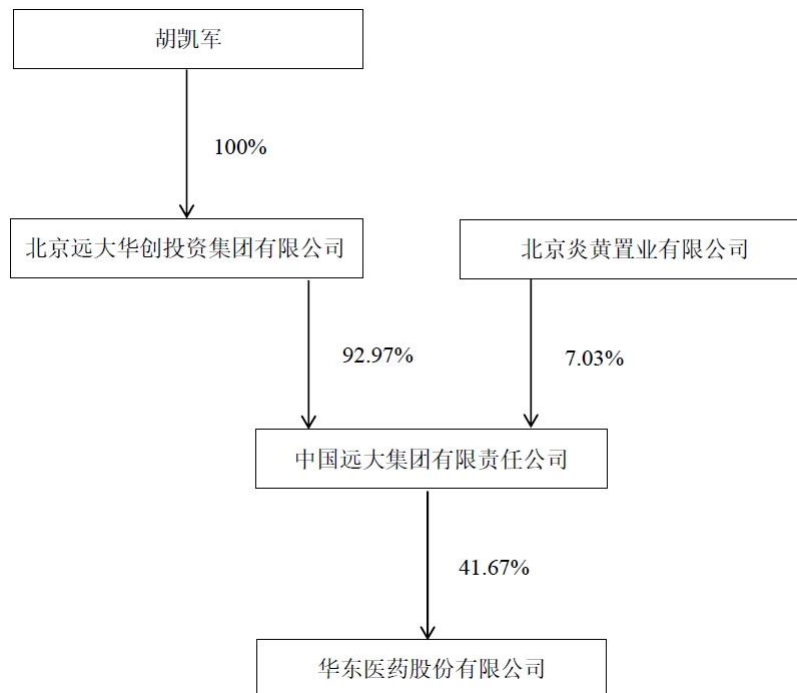 胡凯军
100%
北京远大华创投资集团有限公司
北京炎黄置业有限公司
92.97%
7.03%
中国远大集团有限责任公司
41.67%
华东医药股份有限公司